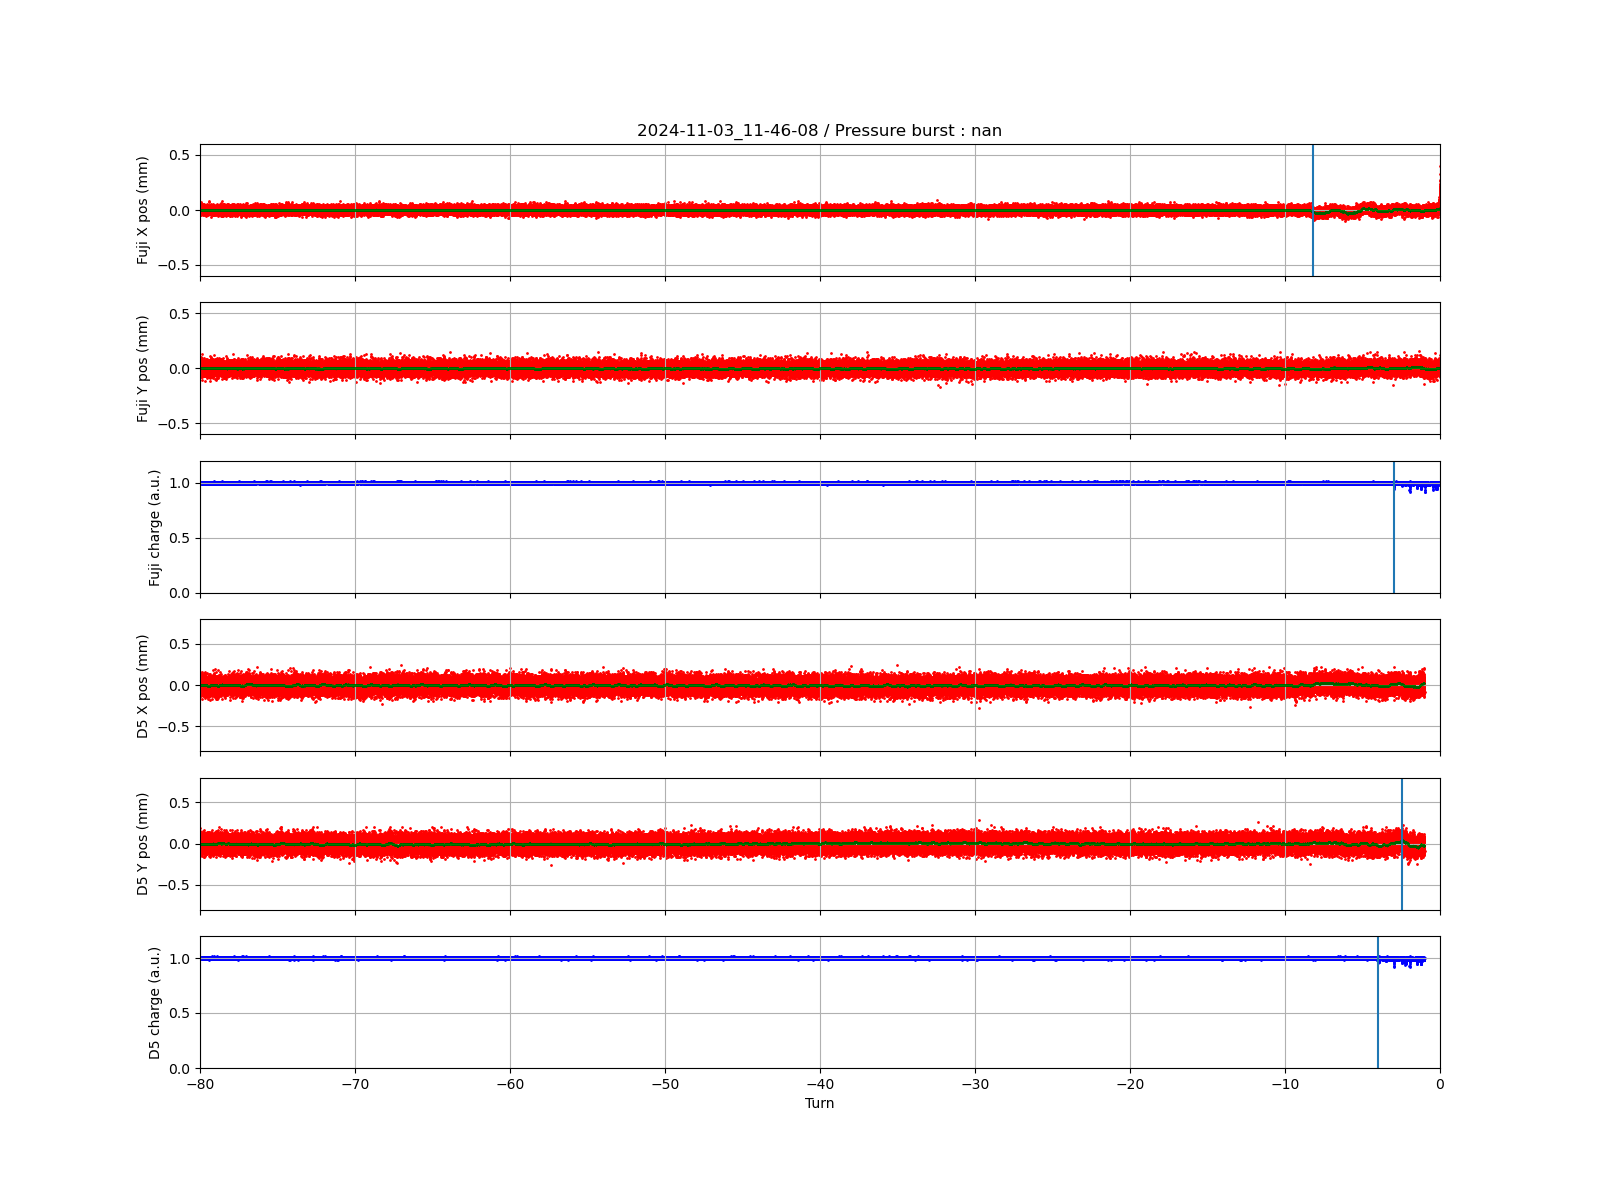 2024-11-03_11-46-08 / Pressure burst : nan
Fuji X pos (mm)
0.5
0.0
−0.5
Fuji Y pos (mm)
0.5
0.0
−0.5
Fuji charge (a.u.)
1.0
0.5
0.0
D5 X pos (mm)
0.5
0.0
−0.5
D5 Y pos (mm)
0.5
0.0
−0.5
D5 charge (a.u.)
1.0
0.5
0.0
−80 −70 −60 −50 −40 −30 −20 −10 0
Turn